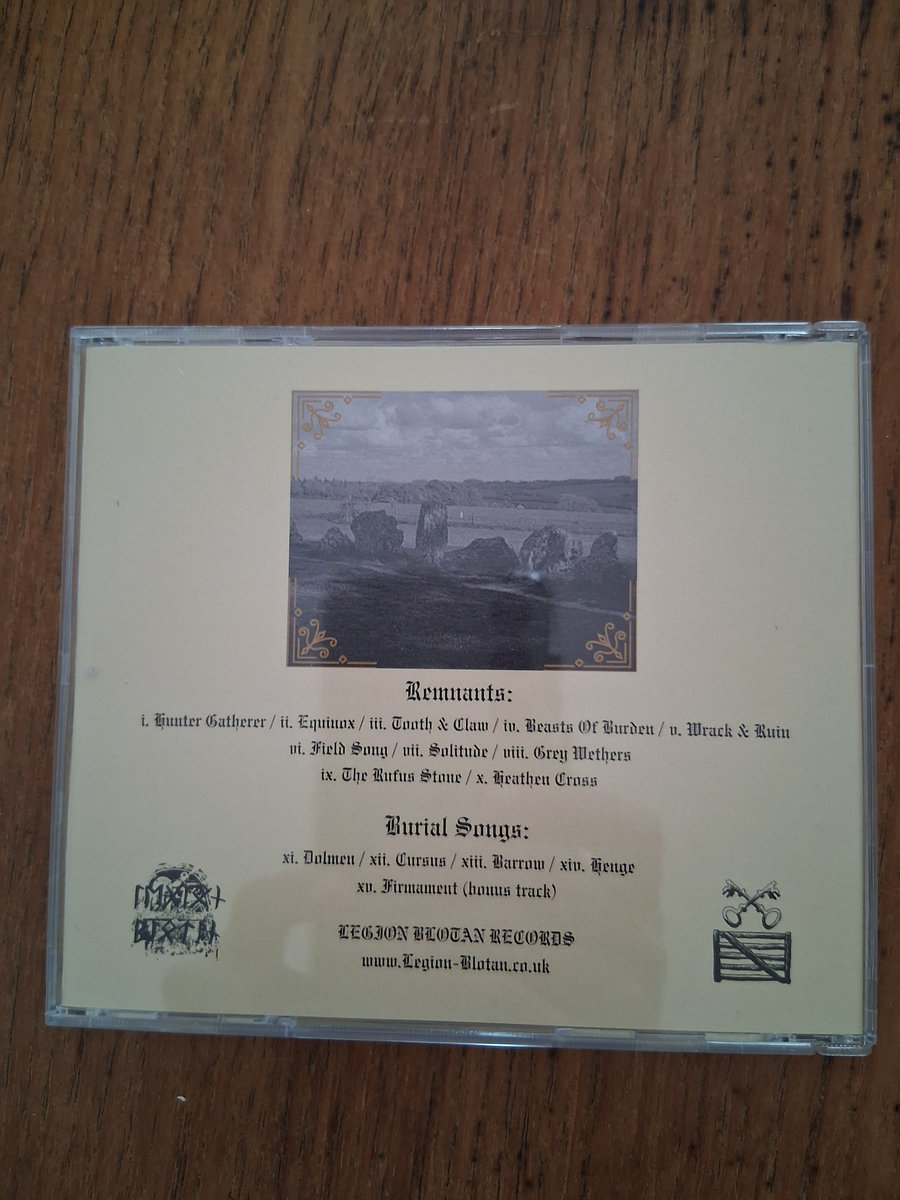 Remnants:
i. Hunter Gatherer / ii. Equinox / iii. Tooth & Claw / iv. Beasts Of Burden / v. Wrack & Ruin
vi. Field Song / vii. Solitude / viii. Grey Wethers
ix. The Rufus Stone / x. Heathen Cross
Burial Songs:
xi. Dolmen / xii. Cursus / xiii. Barrow / xiv. Henge
xv. Firmament (bonus track)
LEGION BLOTAN RECORDS
www.Legion-Blotan.co.uk